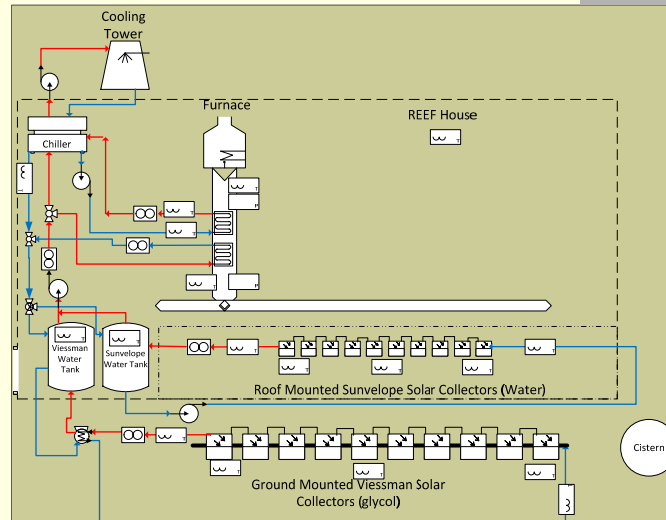 Cooling
Tower
Furnace
REEF House
Chiller
T
T
T
P
T
T
P
T
T
Viessman
Water
Tank
Sunvelope
Water Tank
T
T
T
T
T
Roof Mounted Sunvelope Solar Collectors (Water)
T
Cistern
T
T
T
Ground Mounted Viessman Solar
Collectors (glycol)
T